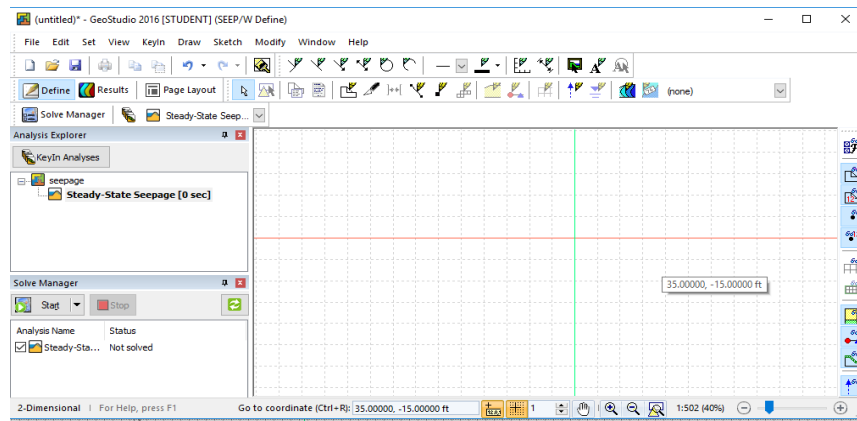 (untitled)* - GeoStudio 2016 [STUDENT] (SEEP/W Define)
File Edit Set View KeyIn Draw Sketch Modify Window Help
Define Results Page Layout (none)
Solve Manager Steady-State Seep...
Analysis Explorer
KeyIn Analyses
seepage
Steady-State Seepage [0 sec]
35.00000, -15.00000 ft
Solve Manager
Start Stop
Analysis Name Status
Steady-Sta... Not solved
2-Dimensional For Help, press F1 Go to coordinate (Ctrl+R): 35.00000, -15.00000 ft 1 1:502 (40%)